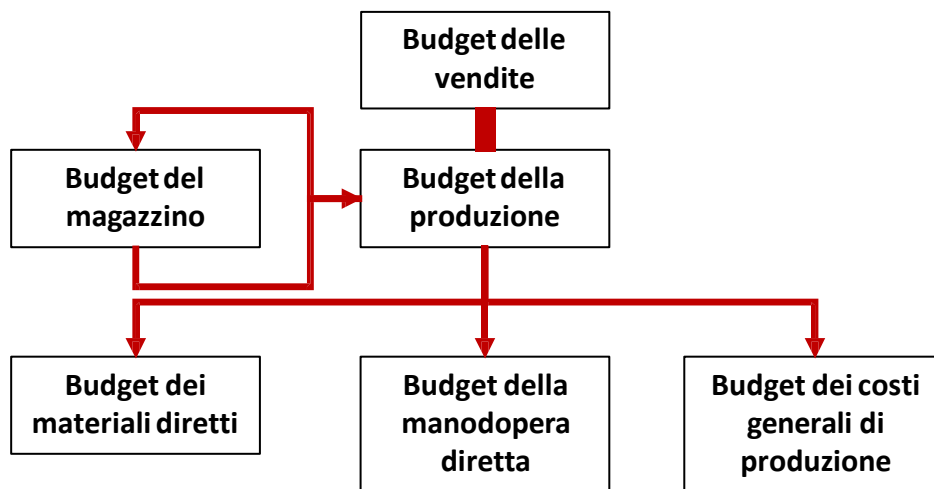 Budget delle
vendite
Budget del
magazzino
Budget della
produzione
Budget dei
materiali diretti
Budget della
manodopera
diretta
Budget dei costi
generali di
produzione